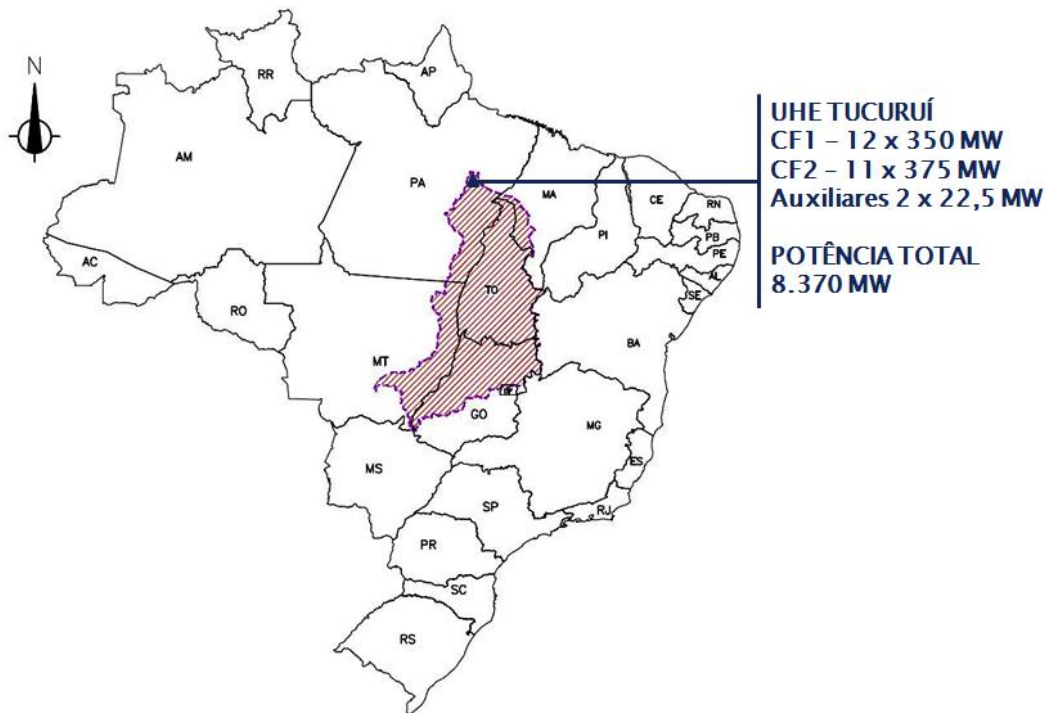 N
RR
AP
AM
PA
MA
CE
RN
PB
PE
AL
SE
PI
AC
RO
TO
BA
MT
DF
GO
MG
ES
MS
SP
RJ
PR
SC
RS
UHE TUCURUÍ
CF1 – 12 x 350 MW
CF2 – 11 x 375 MW
Auxiliares 2 x 22,5 MW
POTÊNCIA TOTAL
8.370 MW